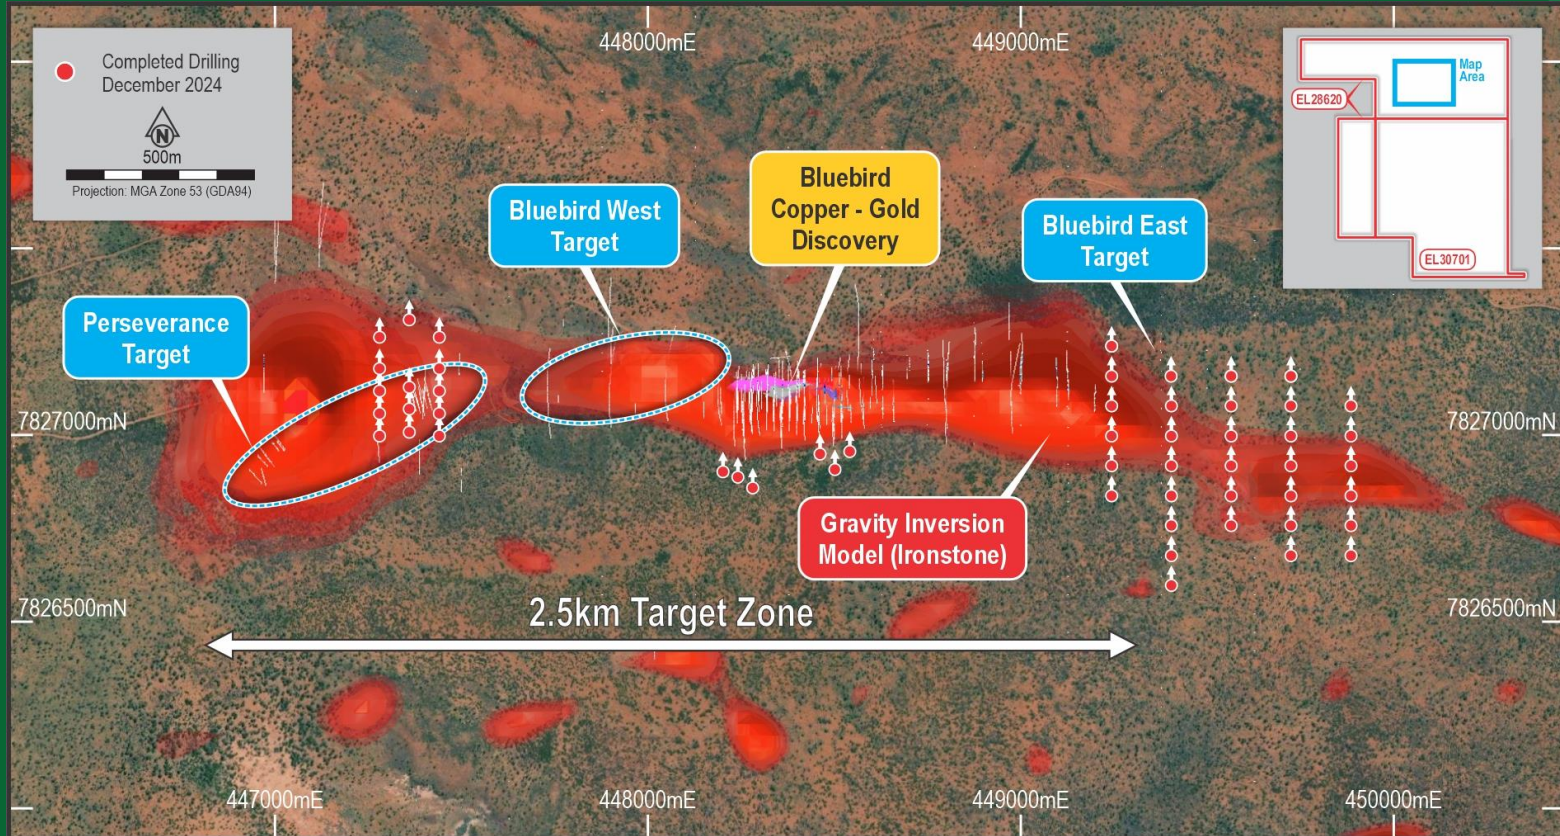 Completed Drilling
December 2024
N
500m
Projection: MGA Zone 53 (GDA94)
448000mE
449000mE
Map
Area
EL28620
EL30701
Bluebird
Copper - Gold
Discovery
Bluebird West
Target
Bluebird East
Target
Perseverance
Target
7827000mN
7827000mN
Gravity Inversion
Model (Ironstone)
7826500mN
7826500mN
2.5km Target Zone
447000mE
448000mE
449000mE
450000mE